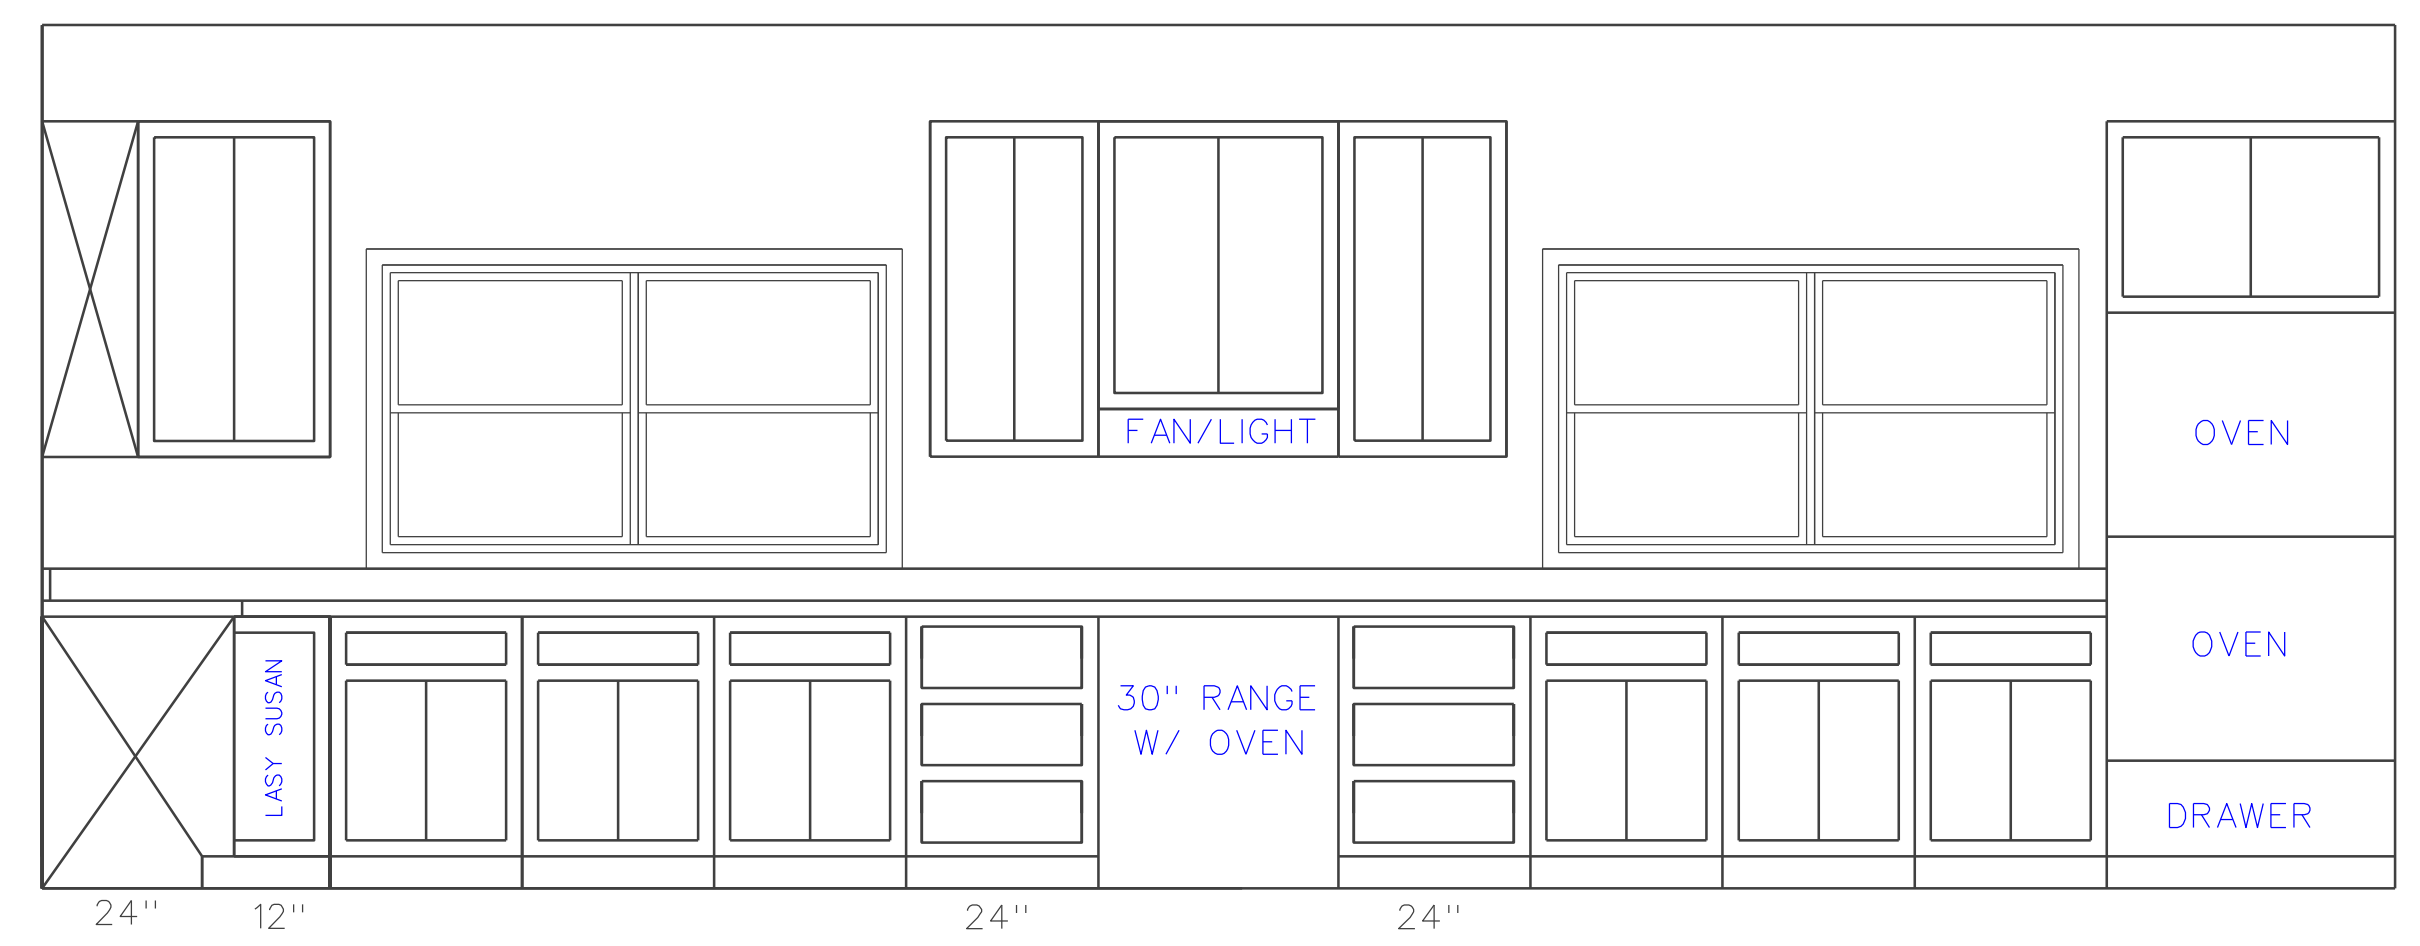 FAN/LIGHT
OVEN
LASY SUSAN
30" RANGE
W/ OVEN
OVEN
DRAWER
24"
12"
24"
24"